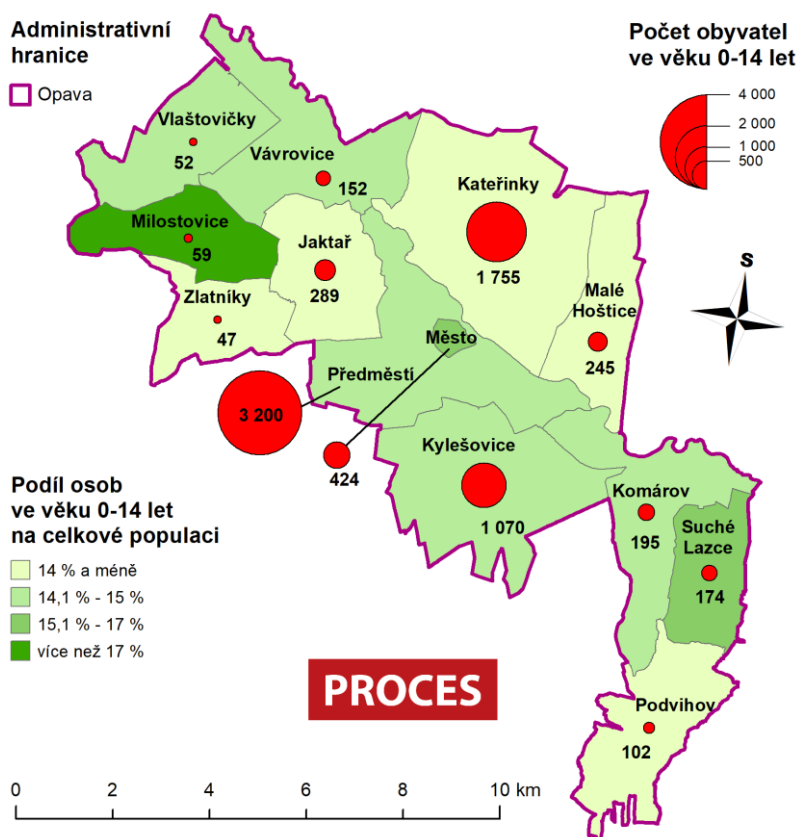 Administrativní
hranice
Opava
Počet obyvatel
ve věku 0-14 let
4 000
2 000
1 000
500
Vlaštovičky
52
Vávrovice
152
Kateřinky
1 755
Milostovice
59
Jaktař
289
S
Zlatníky
47
Malé
Hoštice
245
Město
Předměstí
3 200
424
Kylešovice
1 070
Komárov
195
Suché
Lazce
174
Podíl osob
ve věku 0-14 let
na celkové populaci
14 % a méně
14,1 % - 15 %
15,1 % - 17 %
více než 17 %
PROCES
Podvihov
102
0 2 4 6 8 10 km